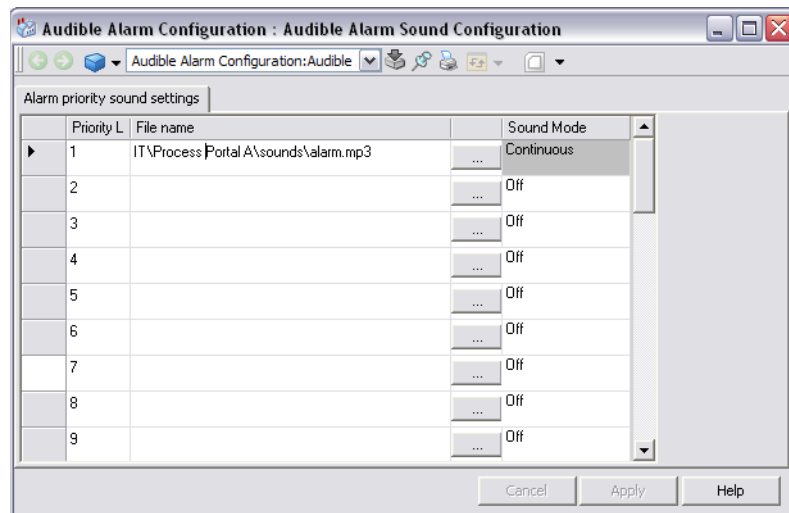 Audible Alarm Configuration : Audible Alarm Sound Configuration
Audible Alarm Configuration:Audible
Alarm priority sound settings
Priority L File name Sound Mode
1 IT\Process Portal A\sounds\alarm.mp3 ... Continuous
2 ... Off
3 ... Off
4 ... Off
5 ... Off
6 ... Off
7 ... Off
8 ... Off
9 ... Off
Cancel Apply Help